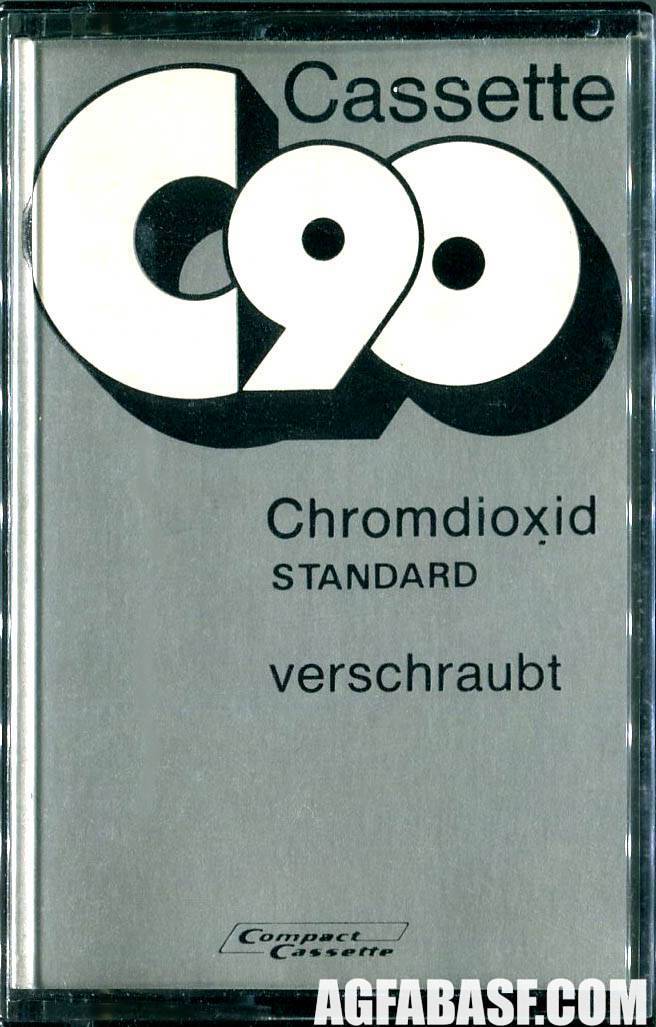 Cassette
C90
Chromdioxid
STANDARD
verschraubt
Compact
Cassette
AGFABASF.COM